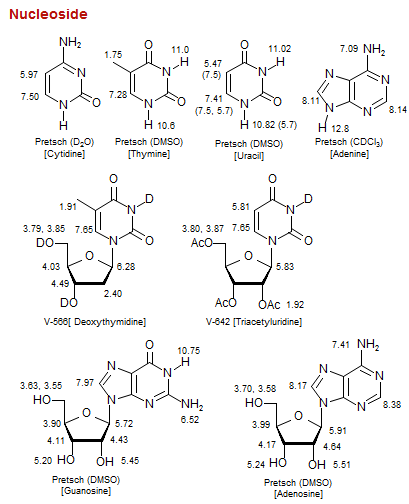 Nucleoside
NH2
5.97
N
7.50
N
O
H
Pretsch (D2O)
[Cytidine]
1.75
O
11.0
N
H
7.28
N
O
H 10.6
Pretsch (DMSO)
[Thymine]
O
11.02
5.47
(7.5)
N
H
7.41
(7.5, 5.7)
N
O
H 10.82 (5.7)
Pretsch (DMSO)
[Uracil]
7.09 NH2
N
N
8.11
N
N
8.14
H 12.8
Pretsch (CDCl3)
[Adenine]
O
1.91
N
D
3.79, 3.85
7.65
N
O
DO
O
4.03
6.28
4.49
DO
2.40
V-566[ Deoxythymidine]
O
5.81
N
D
3.80, 3.87
7.65
N
O
AcO
O
5.83
AcO
OAc 1.92
V-642 [Triacetyluridine]
O
10.75
N
N
H
3.63, 3.55
7.97
N
N
NH2
HO
6.52
O
3.90
5.72
4.11
4.43
5.20 HO
OH 5.45
Pretsch (DMSO)
[Guanosine]
7.41 NH2
N
N
3.70, 3.58
8.17
N
N
8.38
HO
O
3.99
5.91
4.17
4.64
5.24 HO
OH 5.51
Pretsch (DMSO)
[Adenosine]